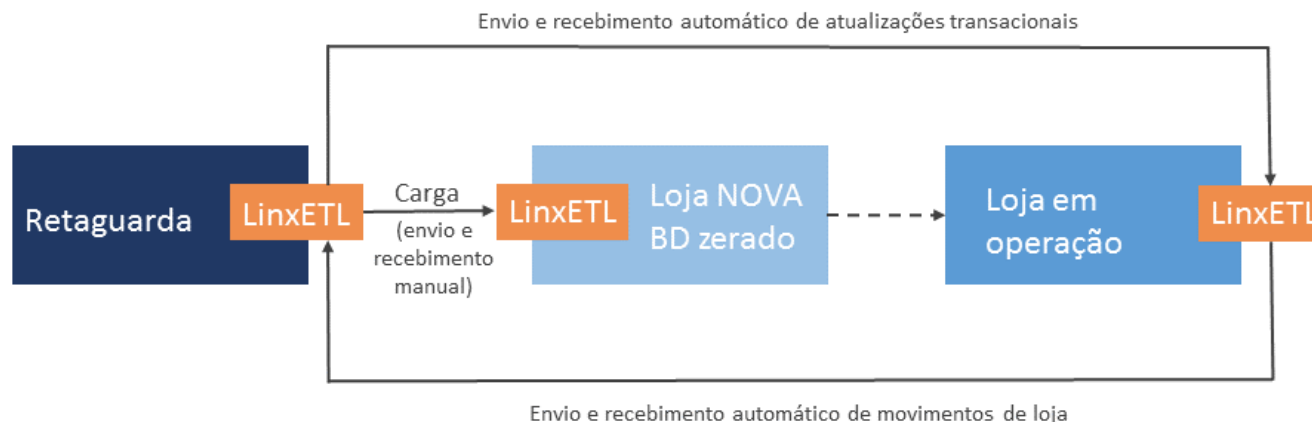 Envio e recebimento automático de atualizações transacionais
Retaguarda
LinxETL
Carga
(envio e
recebimento
manual)
LinxETL
Loja NOVA
BD zerado
Loja em
operação
LinxETL
Envio e recebimento automático de movimentos de loja